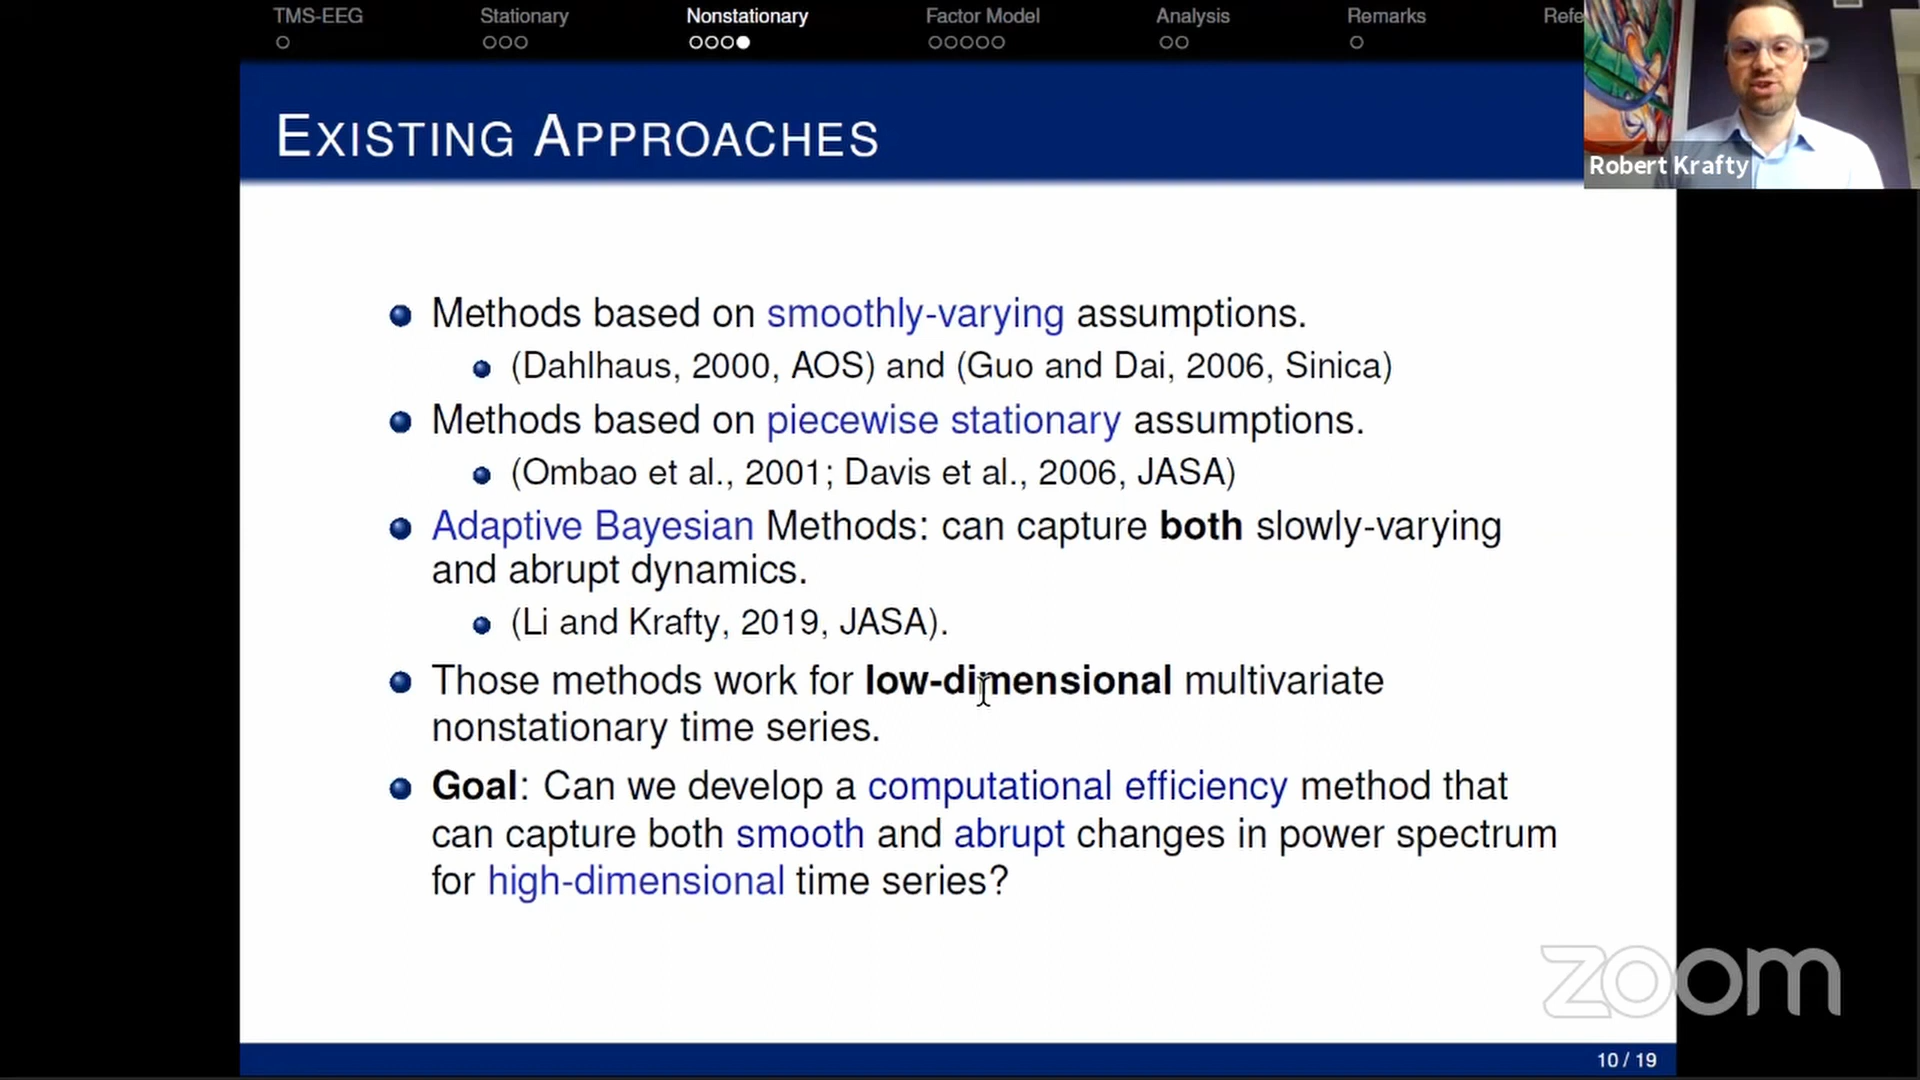 TMS-EEG Stationary Nonstationary Factor Model Analysis Remarks Refe
Robert Krafty
EXISTING APPROACHES
Methods based on smoothly-varying assumptions.
(Dahlhaus, 2000, AOS) and (Guo and Dai, 2006, Sinica)
Methods based on piecewise stationary assumptions.
(Ombao et al., 2001; Davis et al., 2006, JASA)
Adaptive Bayesian Methods: can capture both slowly-varying
and abrupt dynamics.
(Li and Krafty, 2019, JASA).
Those methods work for low-dimensional multivariate
nonstationary time series.
Goal: Can we develop a computational efficiency method that
can capture both smooth and abrupt changes in power spectrum
for high-dimensional time series?
zoom
10 / 19